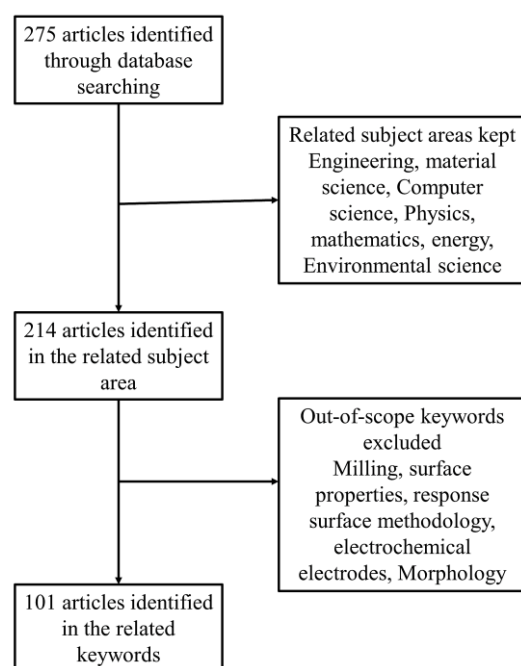 275 articles identified
through database
searching
Related subject areas kept
Engineering, material
science, Computer
science, Physics,
mathematics, energy,
Environmental science
214 articles identified
in the related subject
area
Out-of-scope keywords
excluded
Milling, surface
properties, response
surface methodology,
electrochemical
electrodes, Morphology
101 articles identified
in the related
keywords